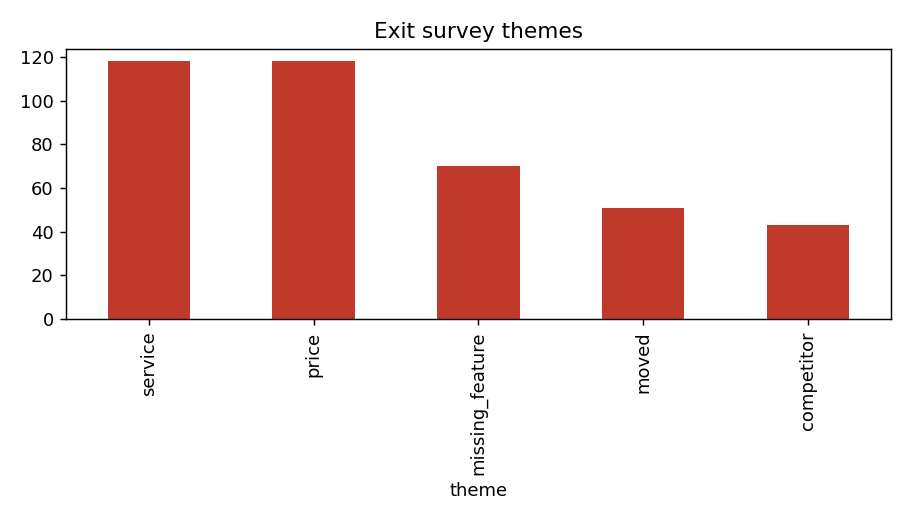 Exit survey themes
120
100
80
60
40
20
0
service
price
missing_feature
moved
competitor
theme